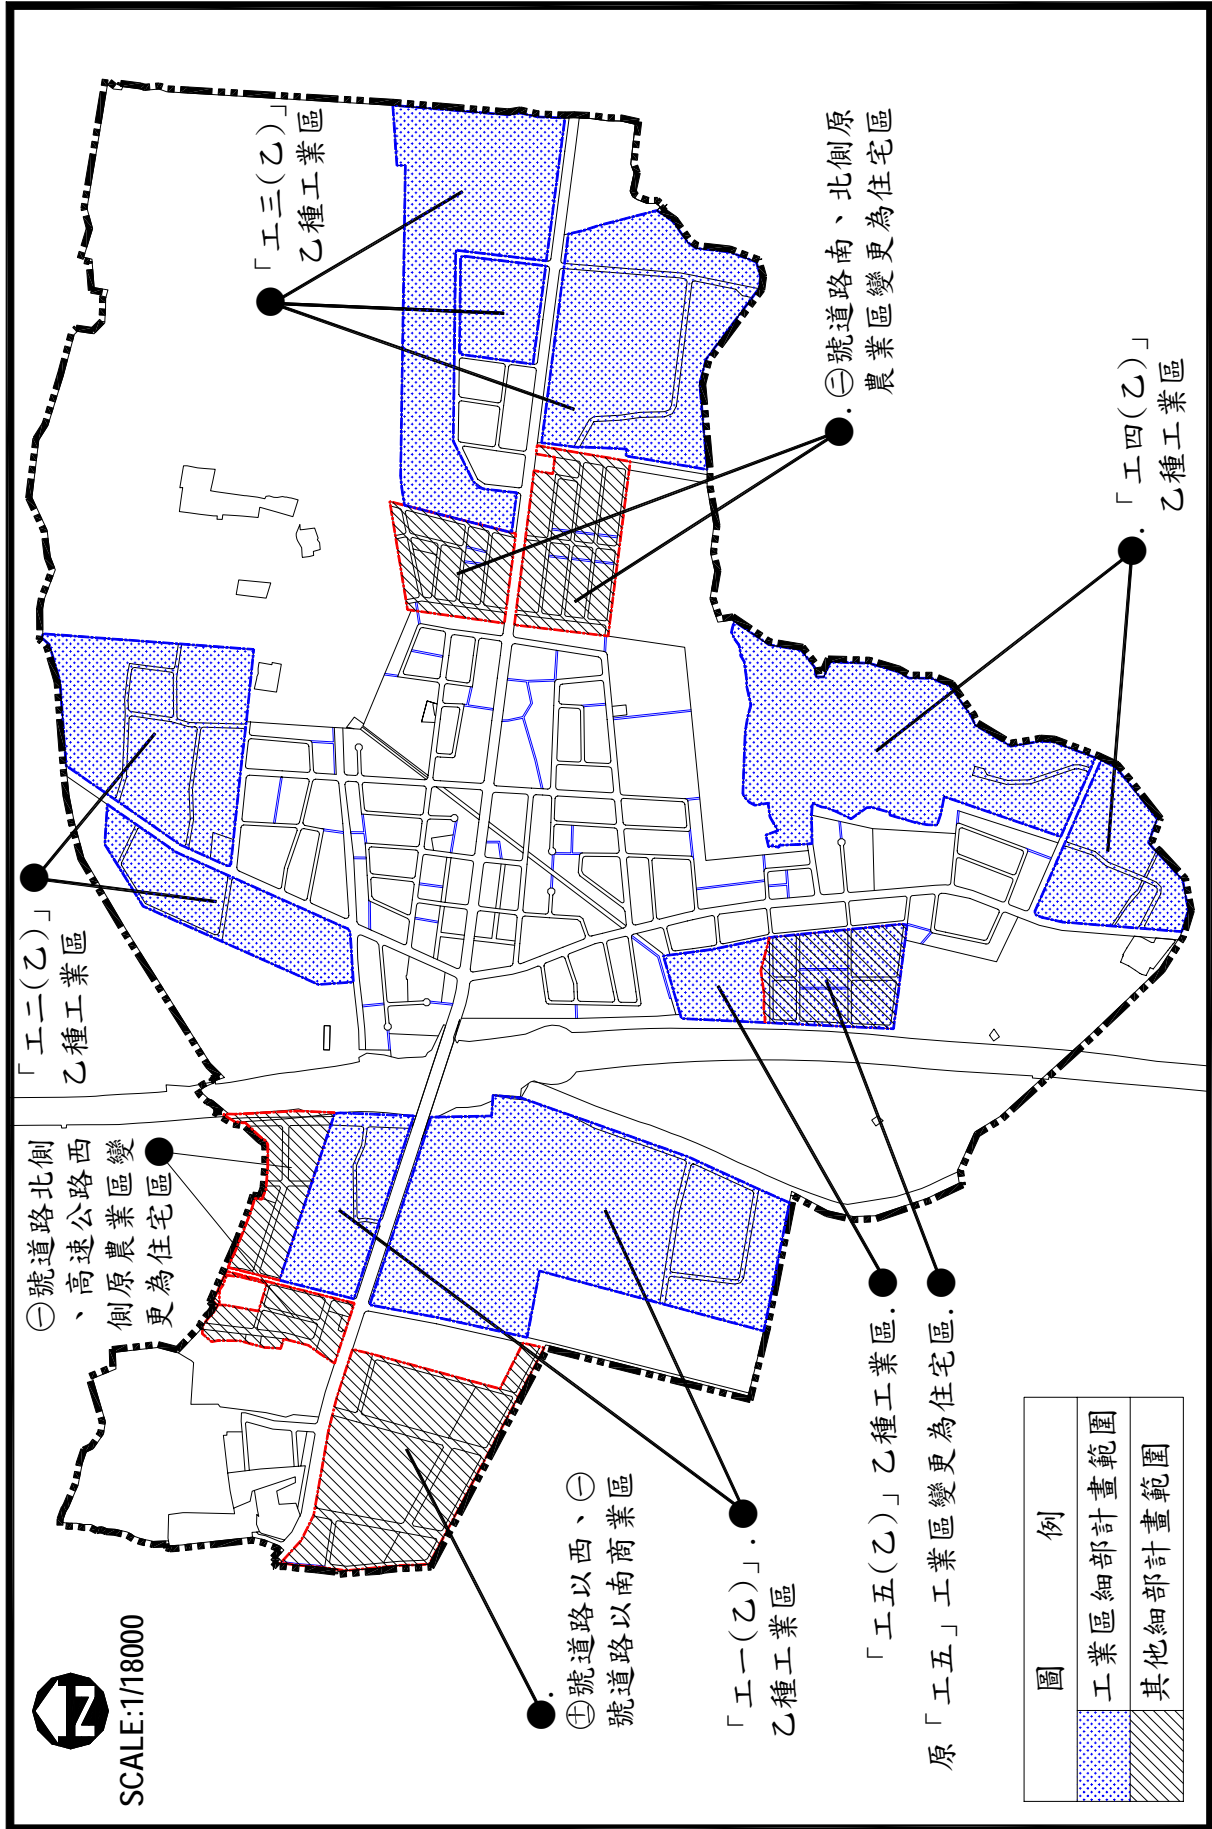 N
SCALE:1/18000
㊀號道路北側
、高速公路西
側原農業區變
更為住宅區
「工二(乙)」
乙種工業區
「工三(乙)」
乙種工業區
㊂號道路南、北側原
農業區變更為住宅區
「工四(乙)」
乙種工業區
㊉號道路以西、㊀
號道路以南商業區
「工一(乙)」
乙種工業區
「工五(乙)」乙種工業區
原「工五」工業區變更為住宅區
圖例
工業區細部計畫範圍
其他細部計畫範圍